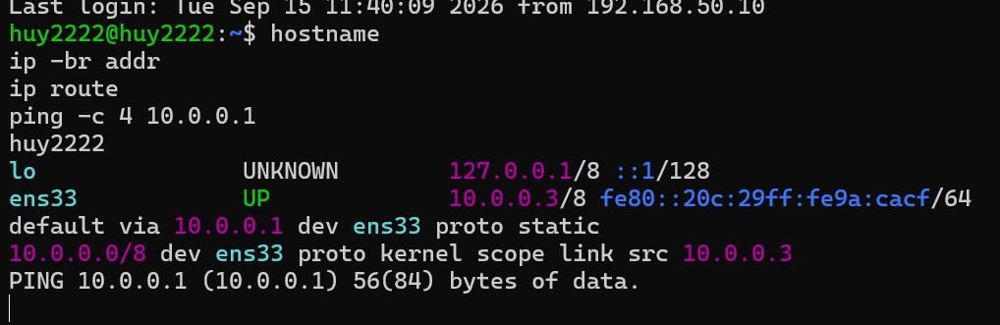 Last login: Tue Sep 15 11:40:09 2026 from 192.168.50.10
huy2222@huy2222:~$ hostname
ip -br addr
ip route
ping -c 4 10.0.0.1
huy2222
lo UNKNOWN 127.0.0.1/8 ::1/128
ens33 UP 10.0.0.3/8 fe80::20c:29ff:fe9a:cacf/64
default via 10.0.0.1 dev ens33 proto static
10.0.0.0/8 dev ens33 proto kernel scope link src 10.0.0.3
PING 10.0.0.1 (10.0.0.1) 56(84) bytes of data.